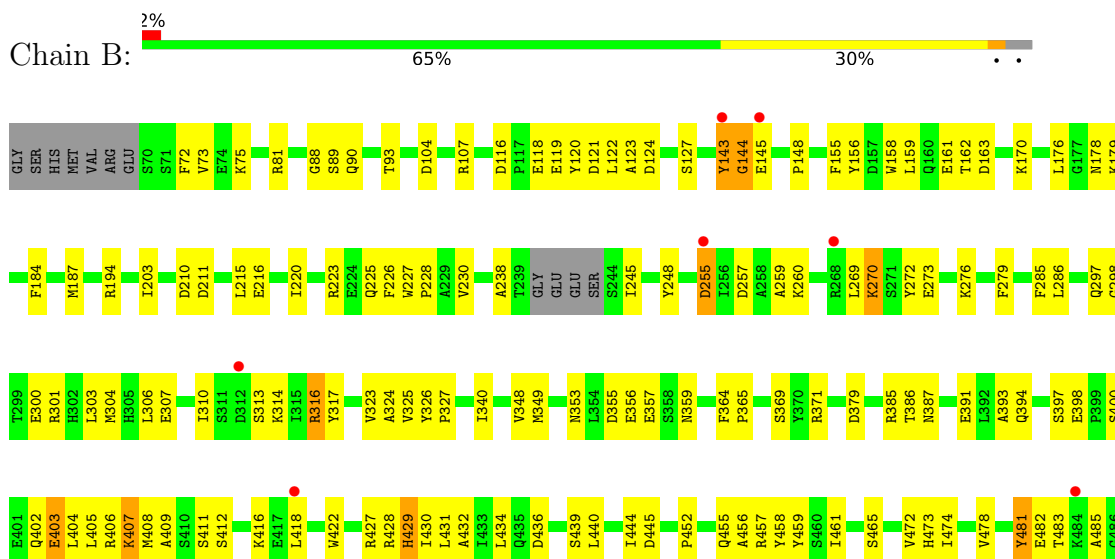 2%
Chain B:
65% 30% • •
GLY SER HIS MET VAL ARG GLU S70 S71 F72 V73 E74 K75 R81 G88 S89 Q90 T93 D104 R107 D116 P117 E118 E119 Y120 D121 L122 A123 D124 S127 Y143 G144 E145 P148 F155 Y156 D157 W158 L159 Q160 E161 T162 D163 K170 L176 G177 N178 K179
F184 M187 R194 I203 D210 D211 L215 E216 I220 R223 E224 Q225 F226 W227 P228 A229 V230 A238 T239 GLY GLU GLU SER S244 I245 Y248 D255 I256 D257 A258 A259 K260 R268 L269 K270 S271 Y272 E273 K276 F279 F285 L286 Q297
T299 E300 R301 H302 L303 M304 H305 L306 E307 I310 S311 D312 S313 K314 I315 R316 Y317 V323 A324 V325 Y326 P327 I340 V348 M349 N353 L354 D355 E356 E357 S358 N359 F364 P365 S369 Y370 R371 D379 R385 T386 N387 E391 L392 A393 Q394 S397 E398 P399
E401 Q402 E403 L404 L405 R406 K407 M408 A409 S410 S411 S412 K416 E417 L418 W422 R427 R428 H429 I430 L431 A432 I433 L434 Q435 D436 S439 L440 I444 D445 P452 Q455 A456 R457 Y458 Y459 S460 I461 S465 V472 H473 I474 V478 Y481 E482 T483 K484 A485